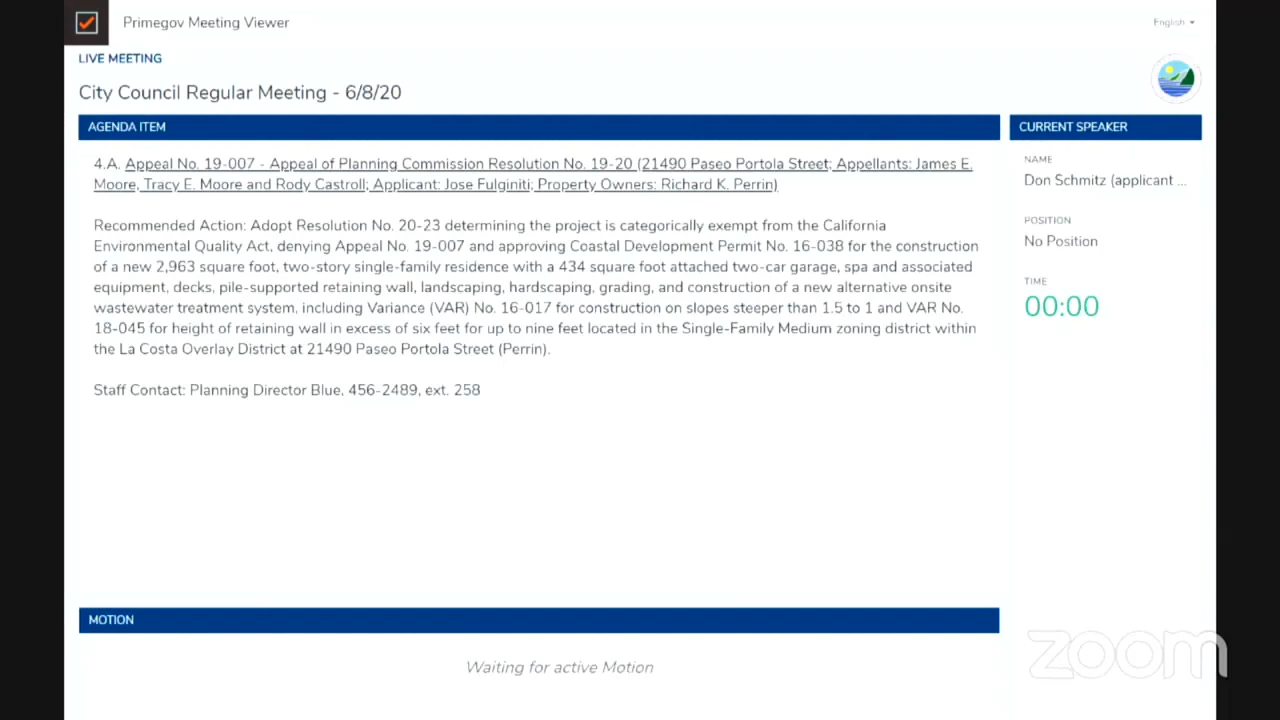 Primegov Meeting Viewer
English
LIVE MEETING
City Council Regular Meeting - 6/8/20
AGENDA ITEM
4.A. Appeal No. 19-007 - Appeal of Planning Commission Resolution No. 19-20 (21490 Paseo Portola Street; Appellants: James E.
Moore, Tracy E. Moore and Rody Castroll; Applicant: Jose Fulginiti; Property Owners: Richard K. Perrin)
Recommended Action: Adopt Resolution No. 20-23 determining the project is categorically exempt from the California
Environmental Quality Act, denying Appeal No. 19-007 and approving Coastal Development Permit No. 16-038 for the construction
of a new 2,963 square foot, two-story single-family residence with a 434 square foot attached two-car garage, spa and associated
equipment, decks, pile-supported retaining wall, landscaping, hardscaping, grading, and construction of a new alternative onsite
wastewater treatment system, including Variance (VAR) No. 16-017 for construction on slopes steeper than 1.5 to 1 and VAR No.
18-045 for height of retaining wall in excess of six feet for up to nine feet located in the Single-Family Medium zoning district within
the La Costa Overlay District at 21490 Paseo Portola Street (Perrin).
Staff Contact: Planning Director Blue, 456-2489, ext. 258
CURRENT SPEAKER
NAME
Don Schmitz (applicant ...
POSITION
No Position
TIME
00:00
MOTION
Waiting for active Motion
zoom